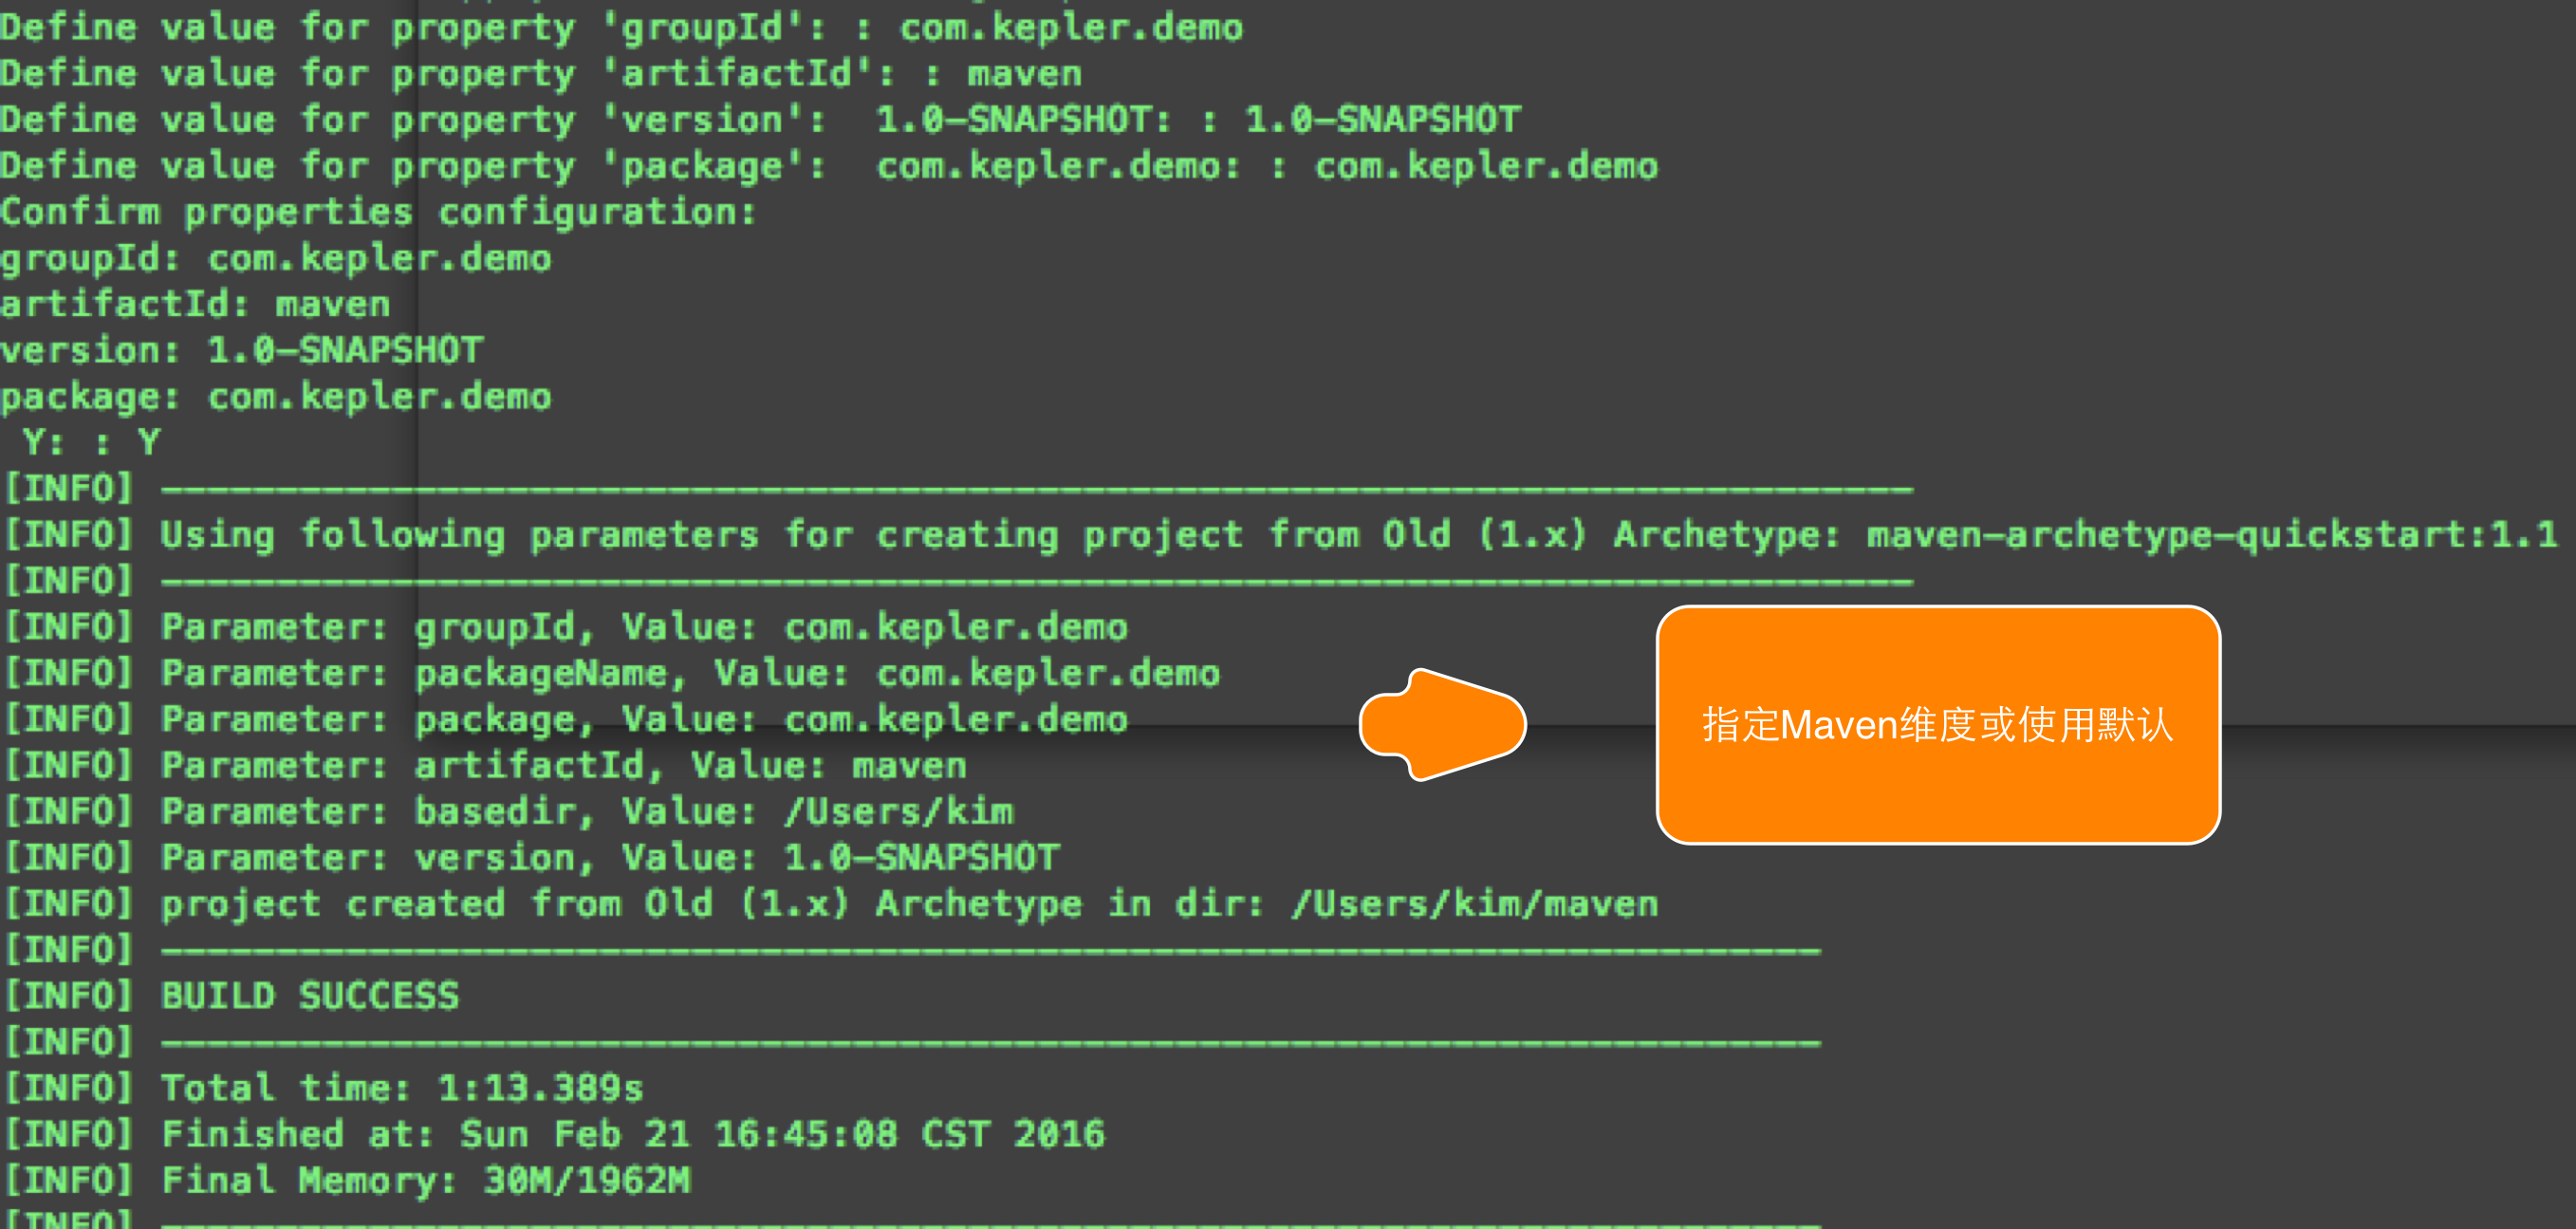 Define value for property 'groupId': : com.kepler.demo
Define value for property 'artifactId': : maven
Define value for property 'version':  1.0-SNAPSHOT: : 1.0-SNAPSHOT
Define value for property 'package':  com.kepler.demo: : com.kepler.demo
Confirm properties configuration:
groupId: com.kepler.demo
artifactId: maven
version: 1.0-SNAPSHOT
package: com.kepler.demo
 Y: : Y
[INFO] ----------------------------------------------------------------------------
[INFO] Using following parameters for creating project from Old (1.x) Archetype: maven-archetype-quickstart:1.1
[INFO] ----------------------------------------------------------------------------
[INFO] Parameter: groupId, Value: com.kepler.demo
[INFO] Parameter: packageName, Value: com.kepler.demo
[INFO] Parameter: package, Value: com.kepler.demo
指定Maven维度或使用默认
[INFO] Parameter: artifactId, Value: maven
[INFO] Parameter: basedir, Value: /Users/kim
[INFO] Parameter: version, Value: 1.0-SNAPSHOT
[INFO] project created from Old (1.x) Archetype in dir: /Users/kim/maven
[INFO] ------------------------------------------------------------------------
[INFO] BUILD SUCCESS
[INFO] ------------------------------------------------------------------------
[INFO] Total time: 1:13.389s
[INFO] Finished at: Sun Feb 21 16:45:08 CST 2016
[INFO] Final Memory: 30M/1962M
[INFO] ------------------------------------------------------------------------